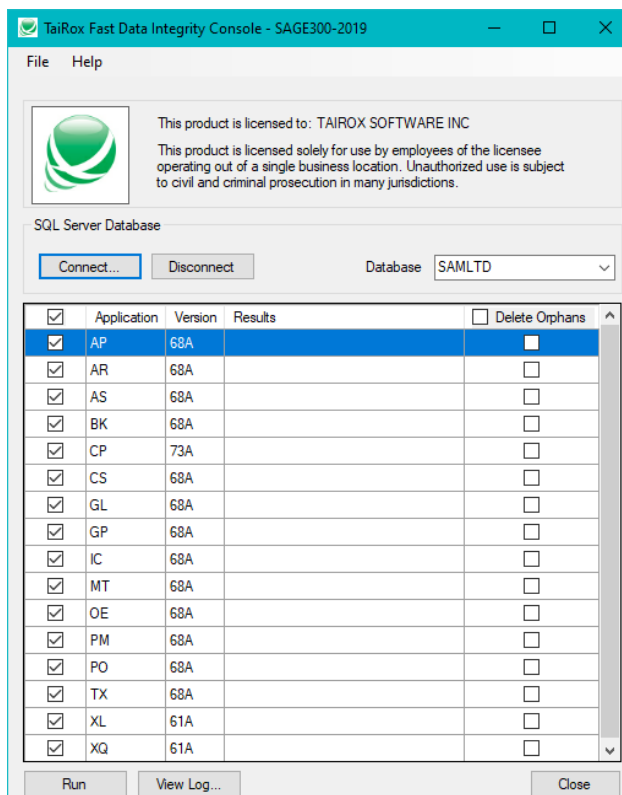 TaiRox Fast Data Integrity Console - SAGE300-2019
File Help
This product is licensed to: TAIROX SOFTWARE INC
This product is licensed solely for use by employees of the licensee
operating out of a single business location. Unauthorized use is subject
to civil and criminal prosecution in many jurisdictions.
SQL Server Database
Connect... Disconnect Database SAMLTD
Application Version Results Delete Orphans
AP 68A
AR 68A
AS 68A
BK 68A
CP 73A
CS 68A
GL 68A
GP 68A
IC 68A
MT 68A
OE 68A
PM 68A
PO 68A
TX 68A
XL 61A
XQ 61A
Run View Log... Close